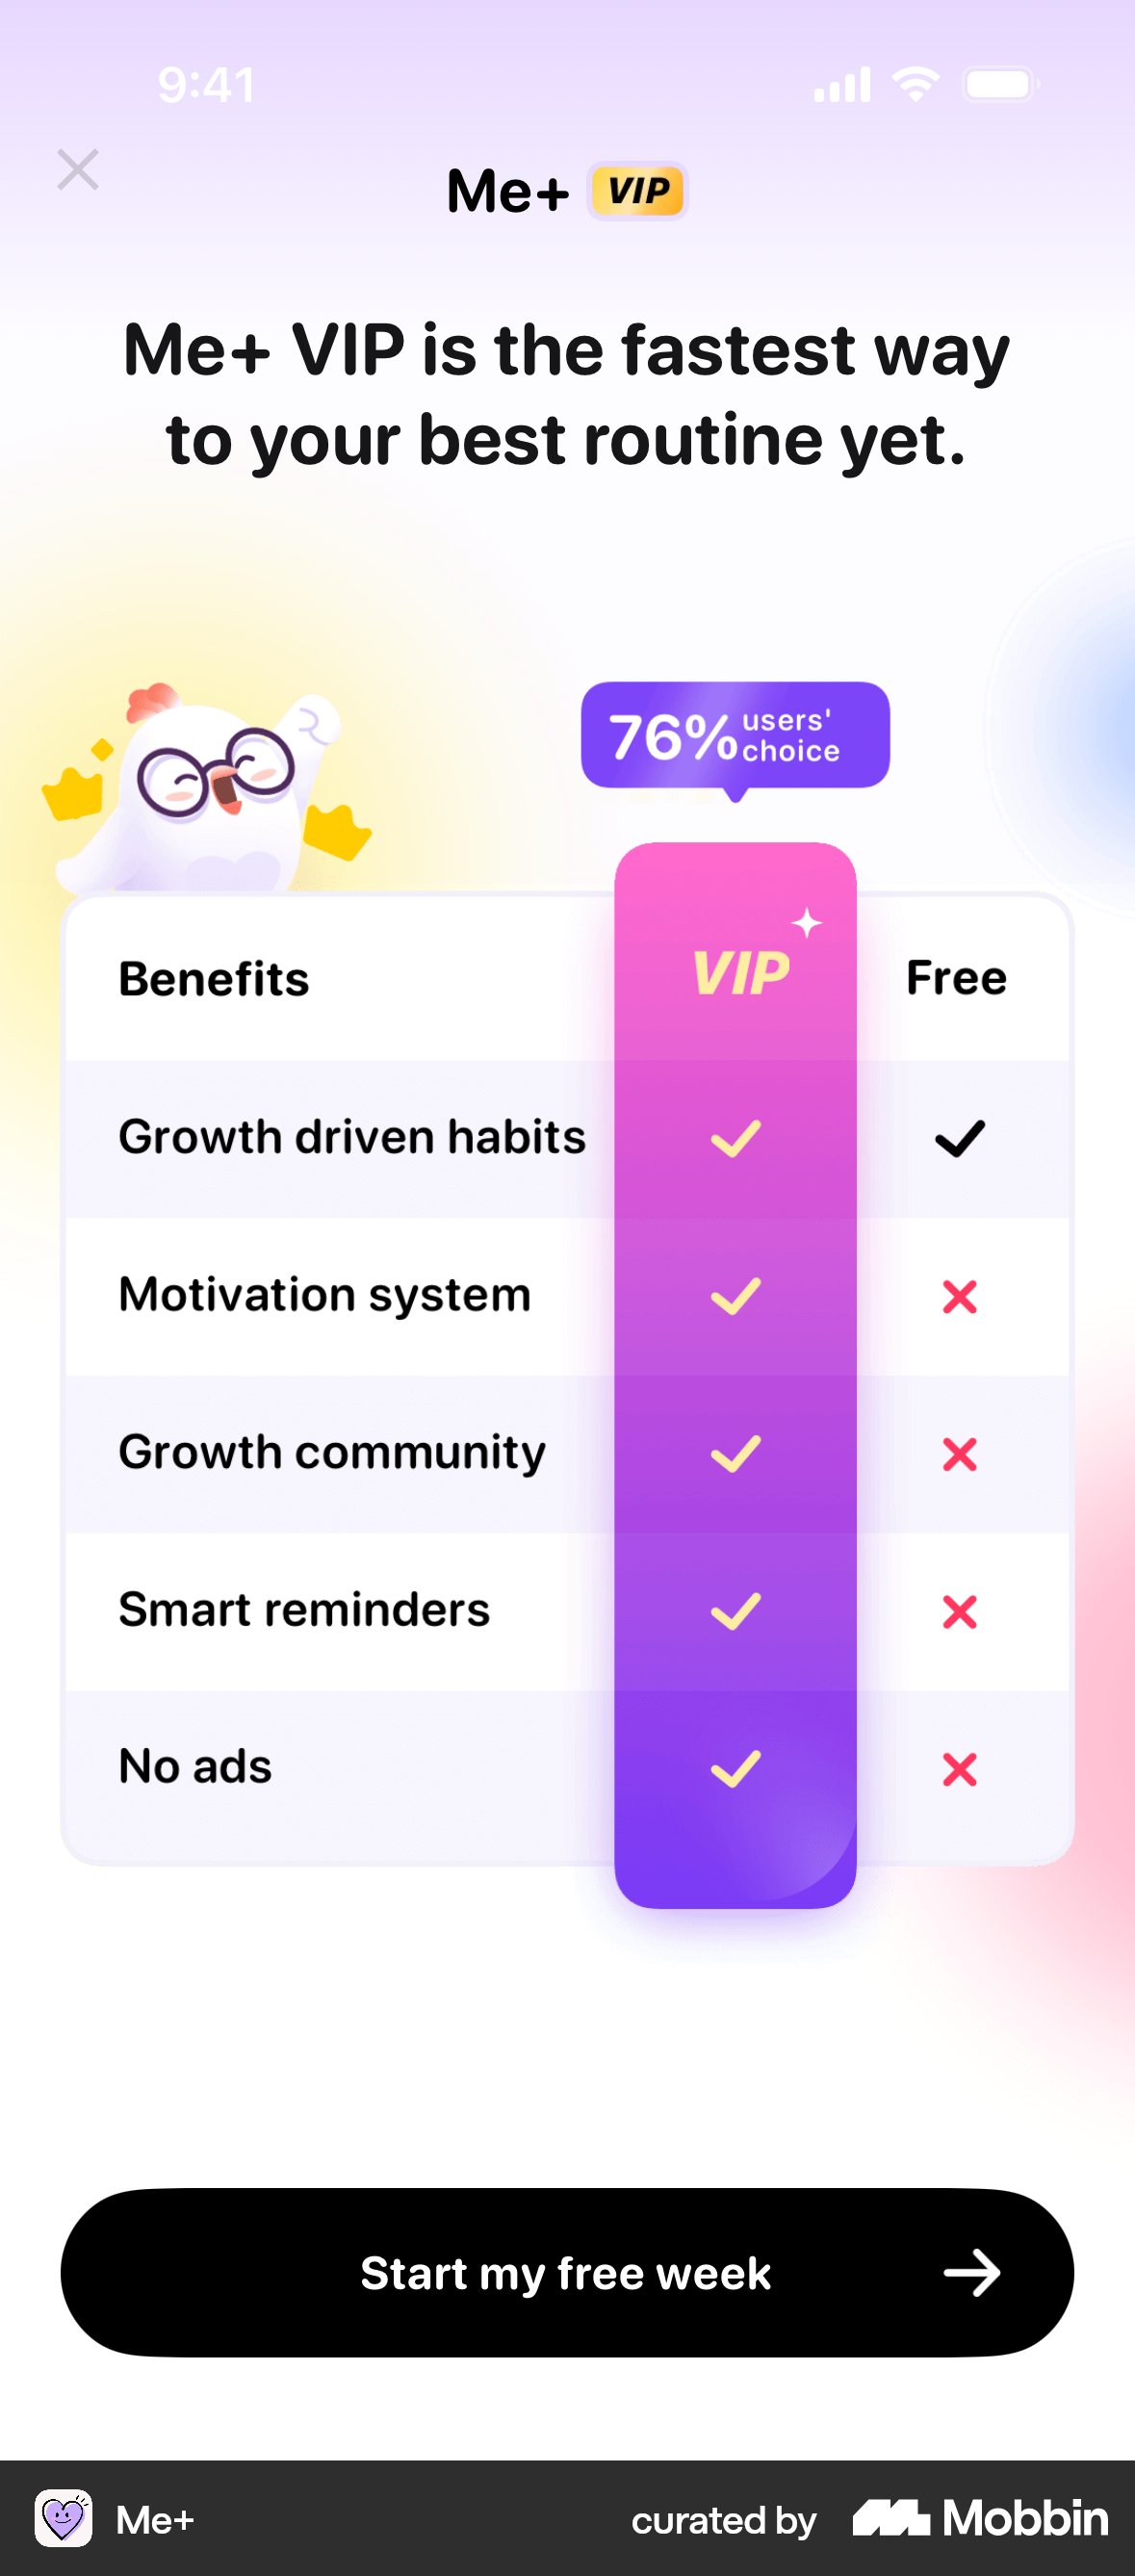 9:41
Me+ VIP
Me+ VIP is the fastest way
to your best routine yet.
76% users'
choice
Benefits VIP Free
Growth driven habits
Motivation system
Growth community
Smart reminders
No ads
Start my free week
Me+ curated by Mobbin